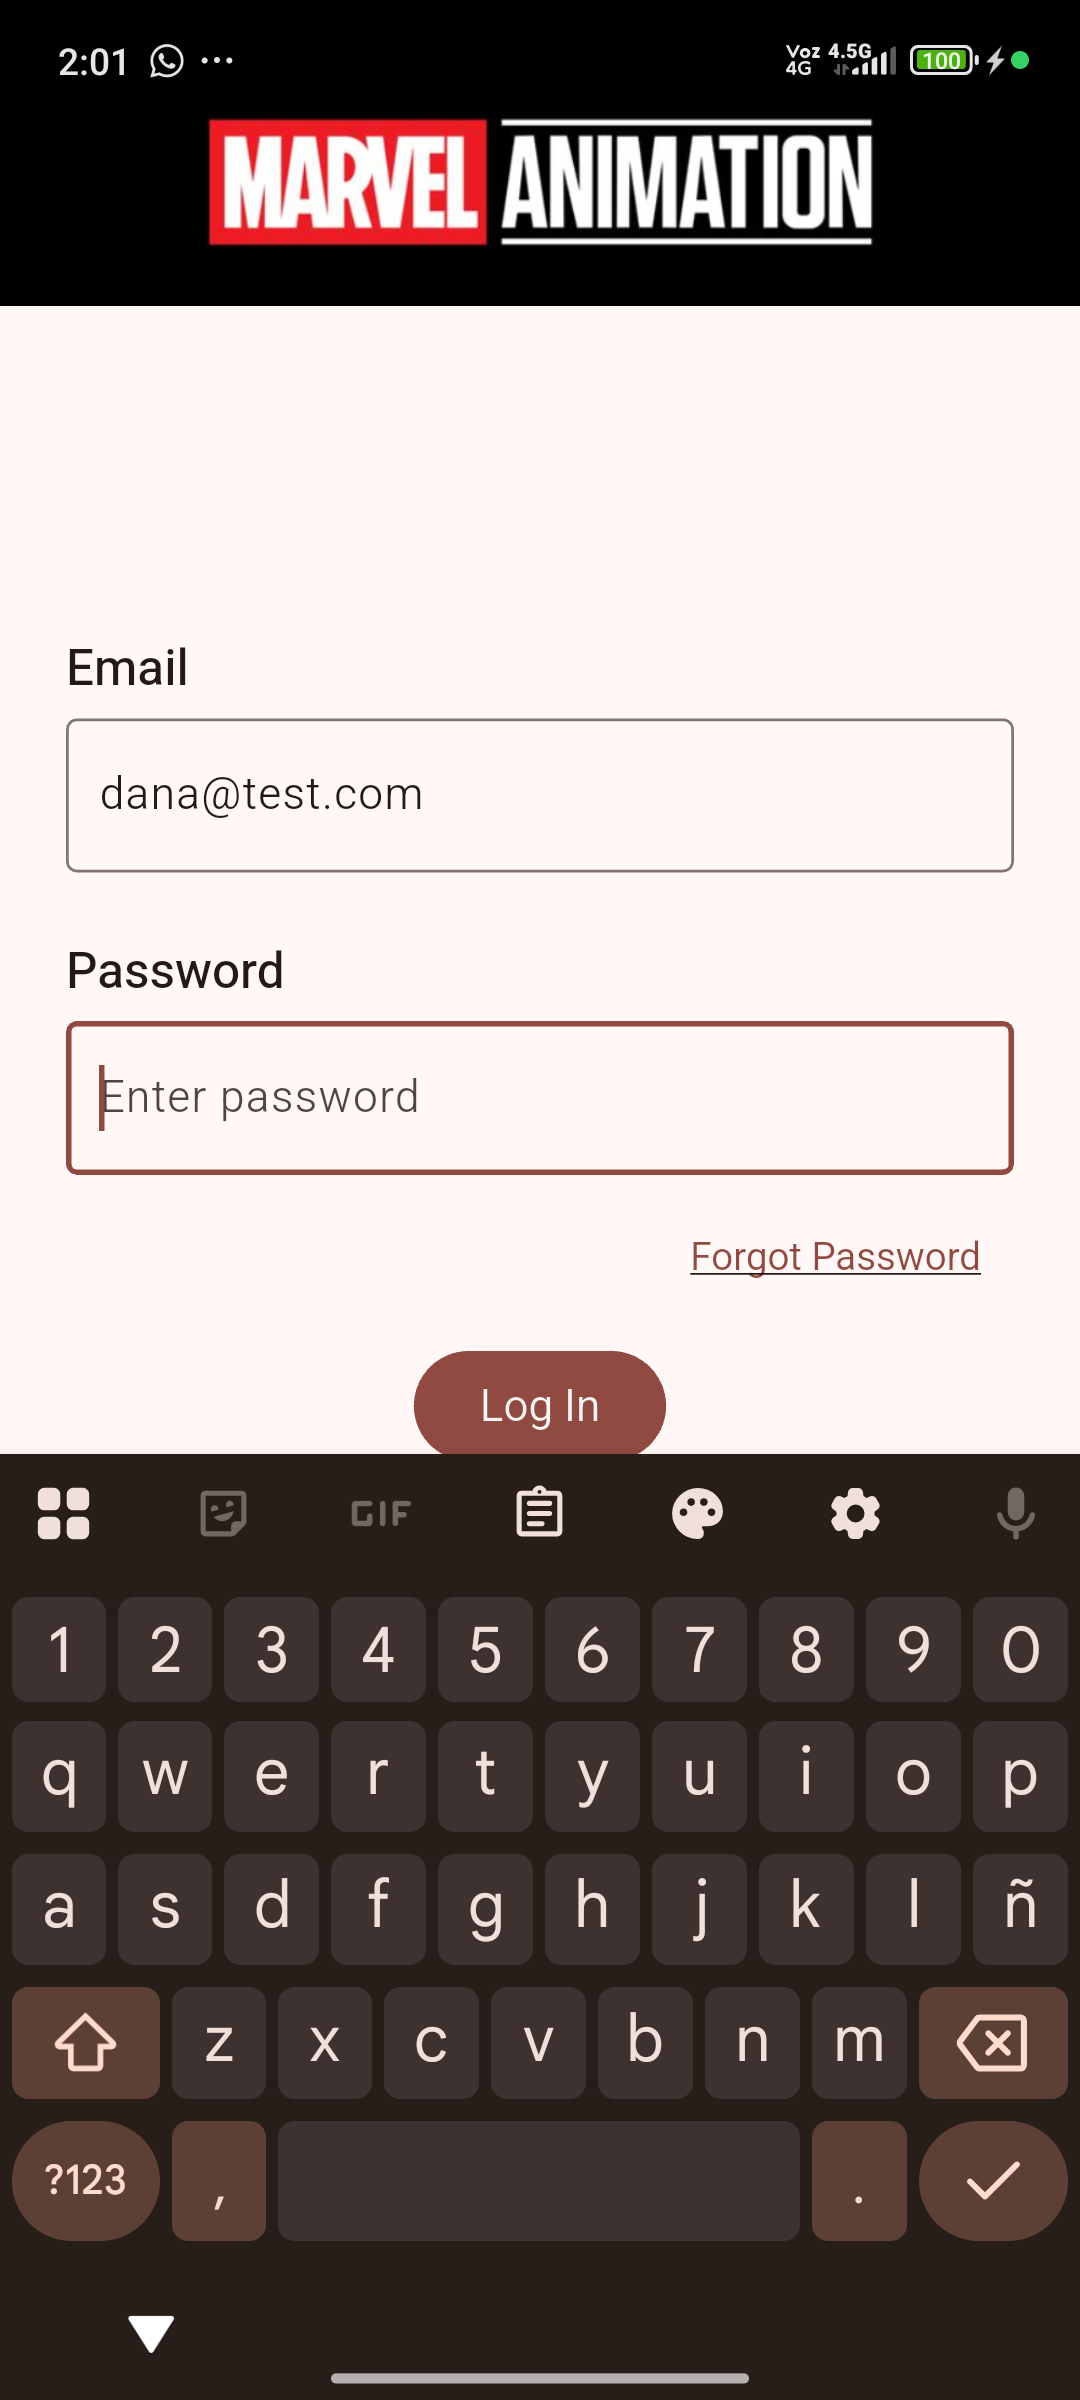 2:01 ...
Voz 4G 4.5G 100
MARVEL ANIMATION
Email
dana@test.com
Password
Enter password
Forgot Password
Log In
GIF
1 2 3 4 5 6 7 8 9 0
q w e r t y u i o p
a s d f g h j k l ñ
z x c v b n m
?123 , .